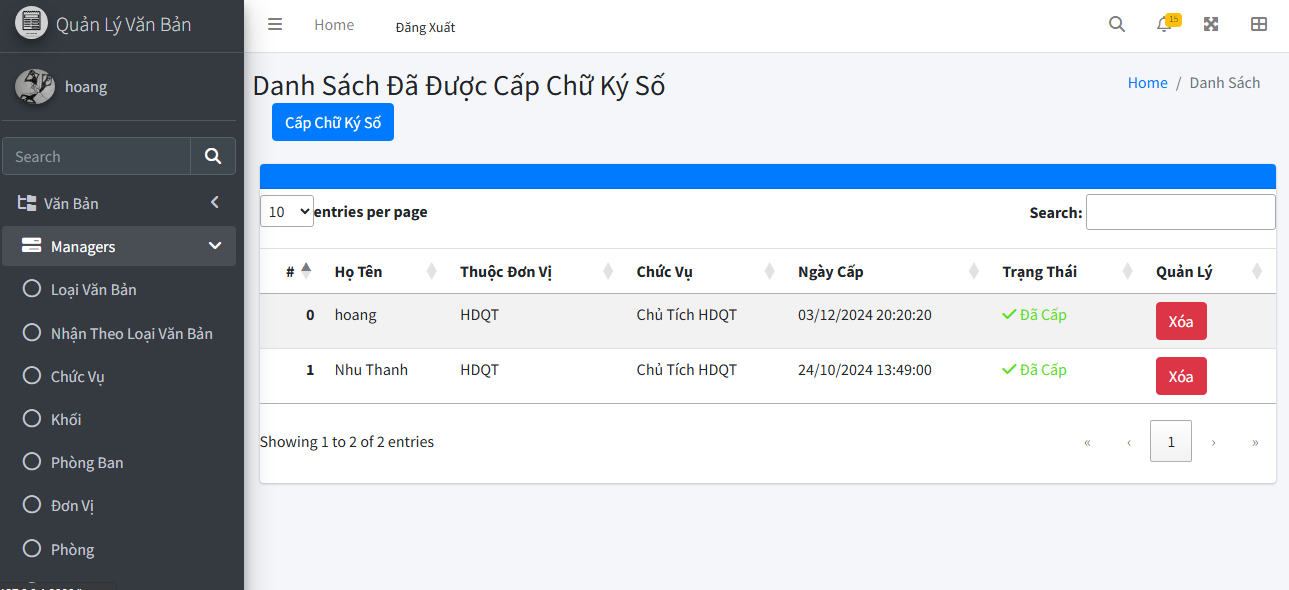 Quản Lý Văn Bản
Home
Đăng Xuất
15
hoang
Danh Sách Đã Được Cấp Chữ Ký Số
Home / Danh Sách
Cấp Chữ Ký Số
Search
Văn Bản
Managers
Loại Văn Bản
Nhận Theo Loại Văn Bản
Chức Vụ
Khối
Phòng Ban
Đơn Vị
Phòng
10 entries per page
Search:
# Họ Tên Thuộc Đơn Vị Chức Vụ Ngày Cấp Trạng Thái Quản Lý
0 hoang HDQT Chủ Tích HDQT 03/12/2024 20:20:20 Đã Cấp Xóa
1 Nhu Thanh HDQT Chủ Tích HDQT 24/10/2024 13:49:00 Đã Cấp Xóa
Showing 1 to 2 of 2 entries
« ‹ 1 › »